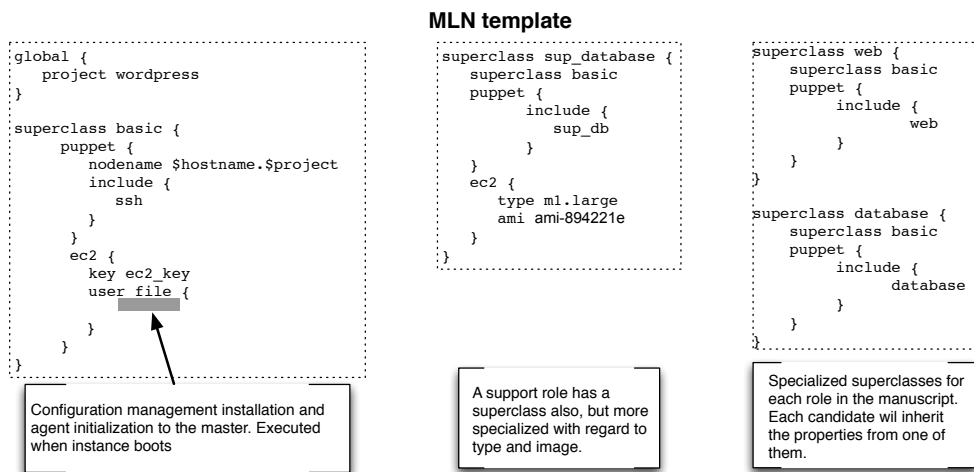 MLN template
global {
project wordpress
}
superclass basic {
puppet {
nodename $hostname.$project
include {
ssh
}
}
ec2 {
key ec2_key
user file {
}
}
}
Configuration management installation and
agent initialization to the master. Executed
when instance boots
superclass sup_database {
superclass basic
puppet {
include {
sup_db
}
}
ec2 {
type m1.large
ami ami-894221e
}
}
A support role has a
superclass also, but more
specialized with regard to
type and image.
superclass web {
superclass basic
puppet {
include {
web
}
}
}
superclass database {
superclass basic
puppet {
include {
database
}
}
}
Specialized superclasses for
each role in the manuscript.
Each candidate wil inherit
the properties from one of
them.